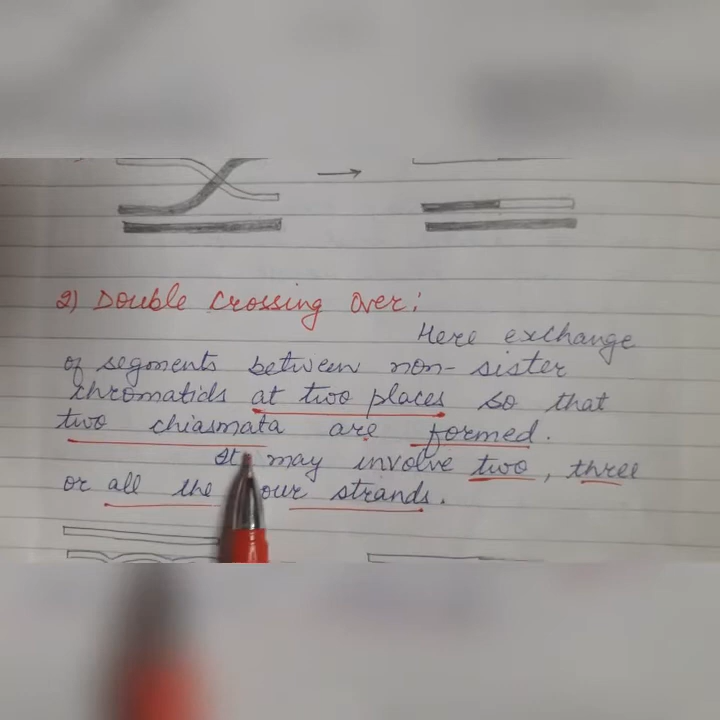 2) Double Crossing Over:
Here exchange
of segments between non-sister
chromatids at two places so that
two chiasmata are formed.
It may involve two, three
or all the our strands.